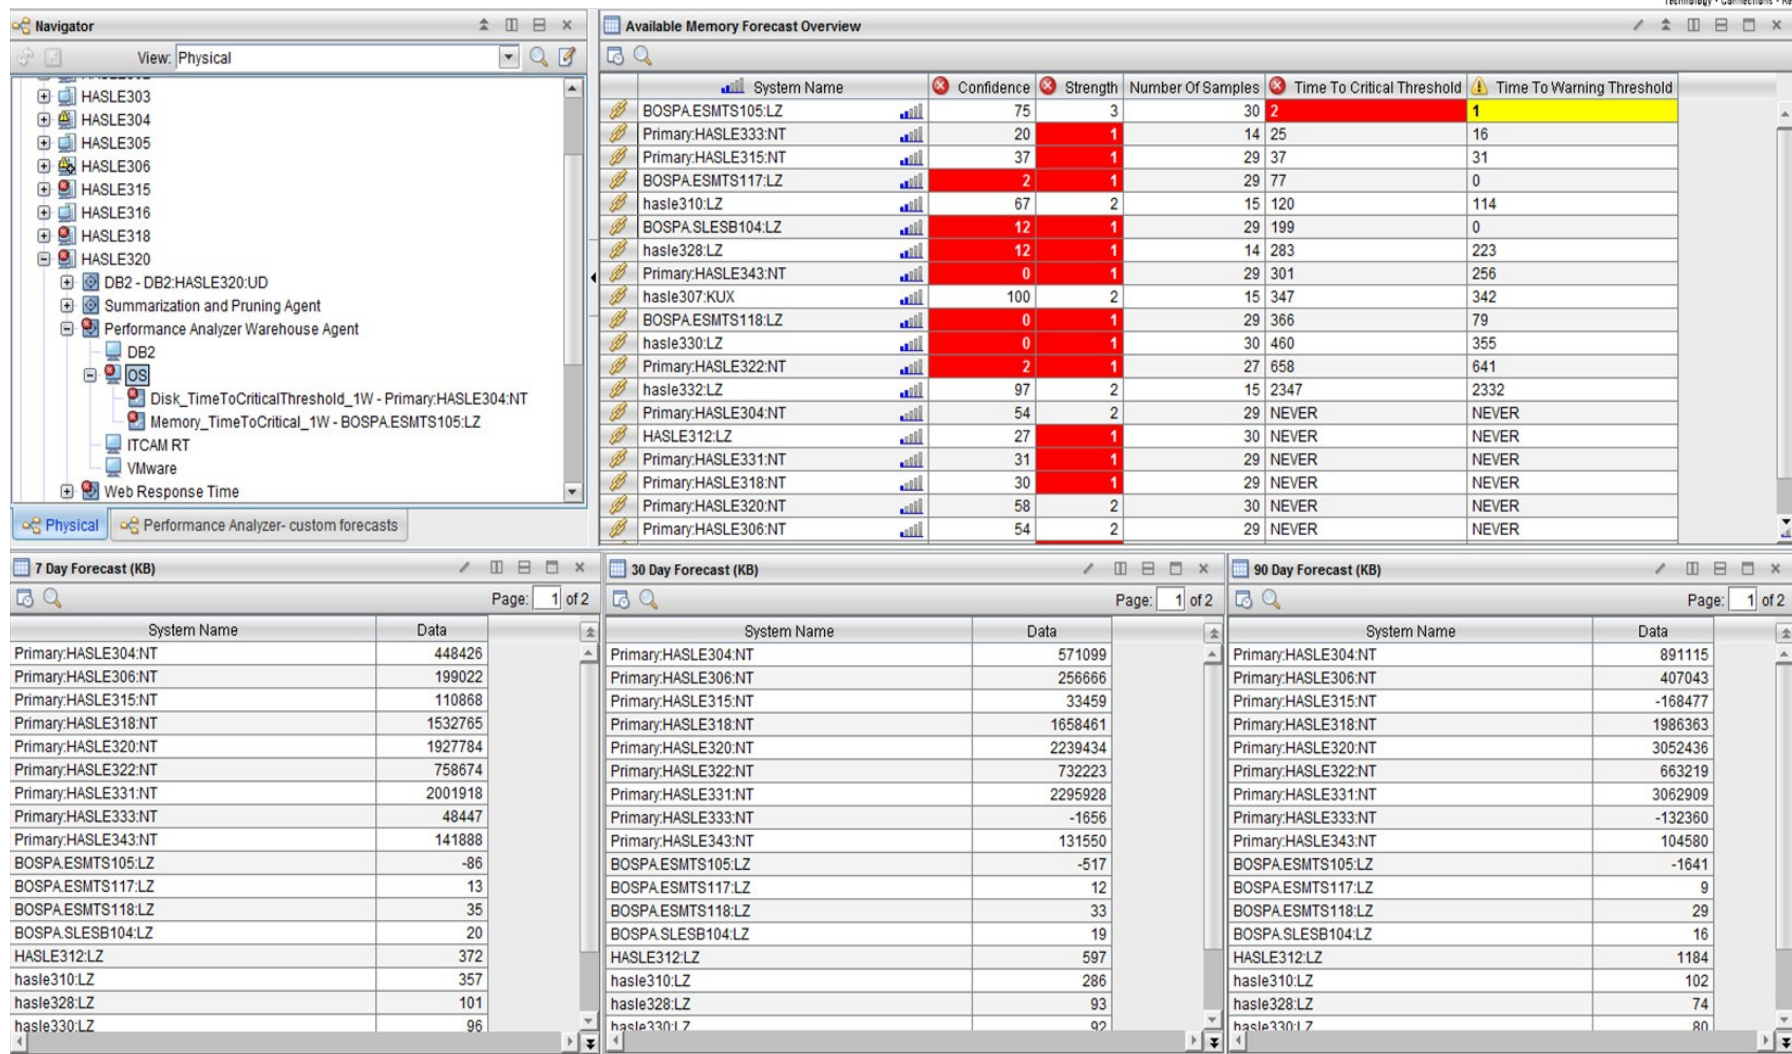 Technology • Connections • Re
Navigator
View: Physical
HASLE303
HASLE304
HASLE305
HASLE306
HASLE315
HASLE316
HASLE318
HASLE320
DB2 - DB2:HASLE320:UD
Summarization and Pruning Agent
Performance Analyzer Warehouse Agent
DB2
OS
Disk_TimeToCriticalThreshold_1W - Primary:HASLE304:NT
Memory_TimeToCritical_1W - BOSPA.ESMTS105:LZ
ITCAM RT
VMware
Web Response Time
Physical Performance Analyzer- custom forecasts
Available Memory Forecast Overview
System Name Confidence Strength Number Of Samples Time To Critical Threshold Time To Warning Threshold
BOSPA.ESMTS105:LZ 75 3 30 2 1
Primary:HASLE333:NT 20 1 14 25 16
Primary:HASLE315:NT 37 1 29 37 31
BOSPA.ESMTS117:LZ 2 1 29 77 0
hasle310:LZ 67 2 15 120 114
BOSPA.SLESB104:LZ 12 1 29 199 0
hasle328:LZ 12 1 14 283 223
Primary:HASLE343:NT 0 1 29 301 256
hasle307:KUX 100 2 15 347 342
BOSPA.ESMTS118:LZ 0 1 29 366 79
hasle330:LZ 0 1 30 460 355
Primary:HASLE322:NT 2 1 27 658 641
hasle332:LZ 97 2 15 2347 2332
Primary:HASLE304:NT 54 2 29 NEVER NEVER
HASLE312:LZ 27 1 30 NEVER NEVER
Primary:HASLE331:NT 31 1 29 NEVER NEVER
Primary:HASLE318:NT 30 1 29 NEVER NEVER
Primary:HASLE320:NT 58 2 30 NEVER NEVER
Primary:HASLE306:NT 54 2 29 NEVER NEVER
7 Day Forecast (KB)
Page: 1 of 2
System Name Data
Primary:HASLE304:NT 448426
Primary:HASLE306:NT 199022
Primary:HASLE315:NT 110868
Primary:HASLE318:NT 1532765
Primary:HASLE320:NT 1927784
Primary:HASLE322:NT 758674
Primary:HASLE331:NT 2001918
Primary:HASLE333:NT 48447
Primary:HASLE343:NT 141888
BOSPA.ESMTS105:LZ -86
BOSPA.ESMTS117:LZ 13
BOSPA.ESMTS118:LZ 35
BOSPA.SLESB104:LZ 20
HASLE312:LZ 372
hasle310:LZ 357
hasle328:LZ 101
hasle330:LZ 96
30 Day Forecast (KB)
Page: 1 of 2
System Name Data
Primary:HASLE304:NT 571099
Primary:HASLE306:NT 256666
Primary:HASLE315:NT 33459
Primary:HASLE318:NT 1658461
Primary:HASLE320:NT 2239434
Primary:HASLE322:NT 732223
Primary:HASLE331:NT 2295928
Primary:HASLE333:NT -1656
Primary:HASLE343:NT 131550
BOSPA.ESMTS105:LZ -517
BOSPA.ESMTS117:LZ 12
BOSPA.ESMTS118:LZ 33
BOSPA.SLESB104:LZ 19
HASLE312:LZ 597
hasle310:LZ 286
hasle328:LZ 93
hasle330:LZ 92
90 Day Forecast (KB)
Page: 1 of 2
System Name Data
Primary:HASLE304:NT 891115
Primary:HASLE306:NT 407043
Primary:HASLE315:NT -168477
Primary:HASLE318:NT 1986363
Primary:HASLE320:NT 3052436
Primary:HASLE322:NT 663219
Primary:HASLE331:NT 3062909
Primary:HASLE333:NT -132360
Primary:HASLE343:NT 104580
BOSPA.ESMTS105:LZ -1641
BOSPA.ESMTS117:LZ 9
BOSPA.ESMTS118:LZ 29
BOSPA.SLESB104:LZ 16
HASLE312:LZ 1184
hasle310:LZ 102
hasle328:LZ 74
hasle330:LZ 80